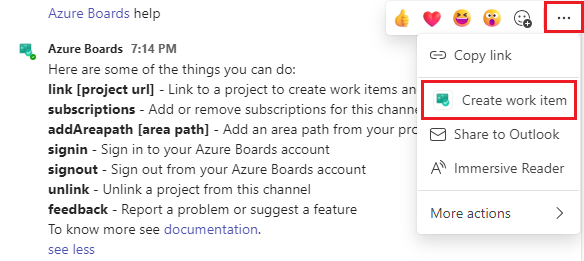 Azure Boards help
Azure Boards 7:14 PM
Here are some of the things you can do:
link [project url] - Link to a project to create work items an
subscriptions - Add or remove subscriptions for this channel
addAreapath [area path] - Add an area path from your pro
signin - Sign in to your Azure Boards account
signout - Sign out from your Azure Boards account
unlink - Unlink a project from this channel
feedback - Report a problem or suggest a feature
To know more see documentation.
see less
Copy link
Create work item
Share to Outlook
Immersive Reader
More actions